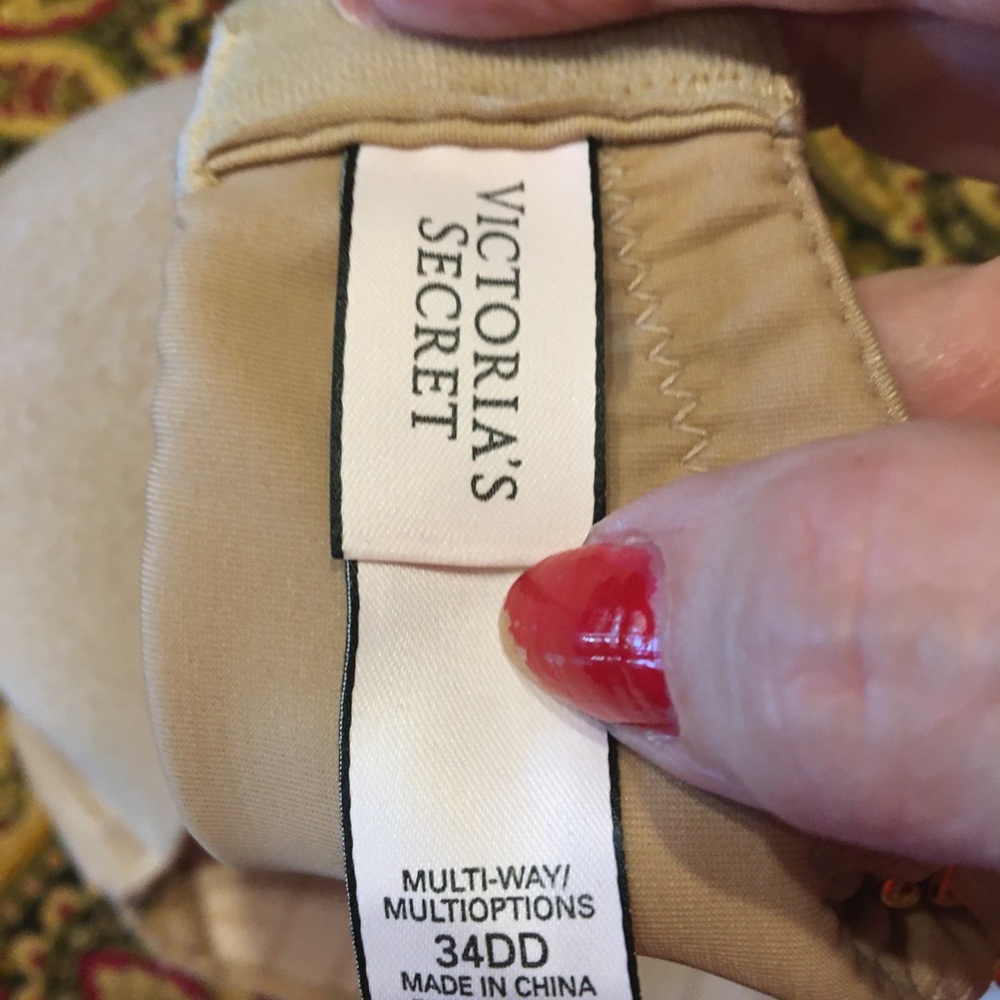 VICTORIA'S
SECRET
MULTI-WAY/
MULTIOPTIONS
34DD
MADE IN CHINA